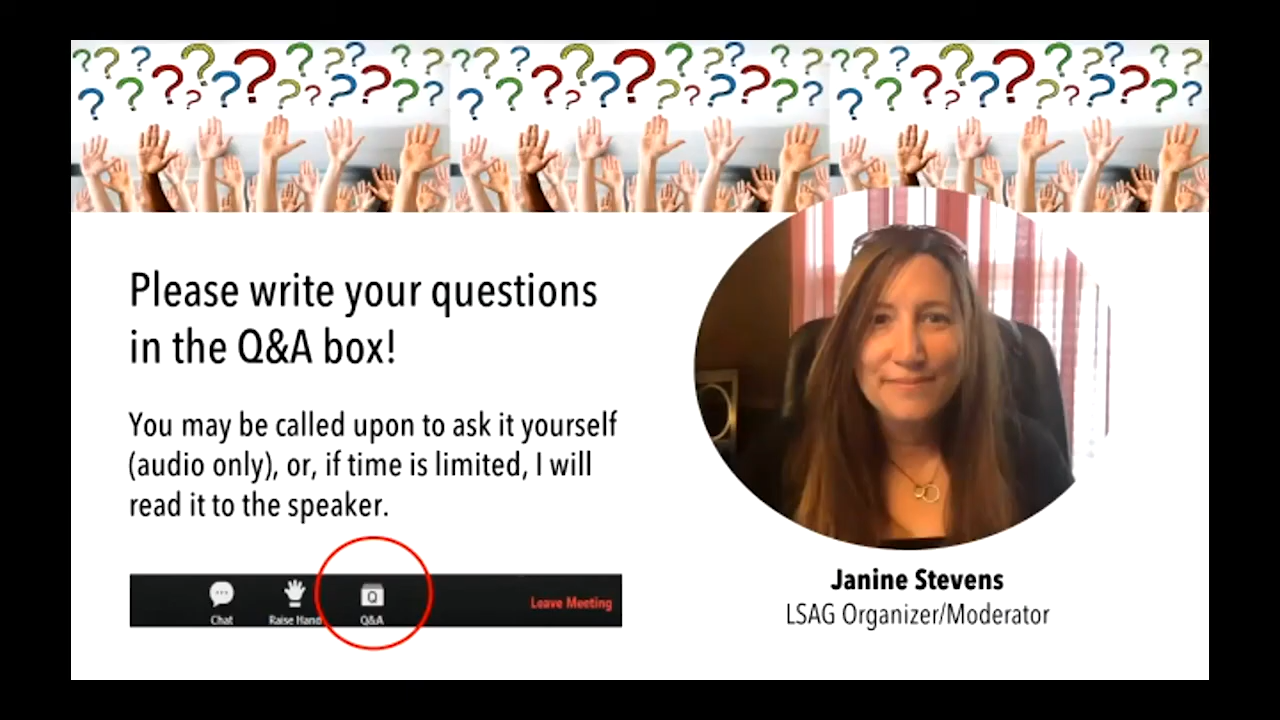 Please write your questions
in the Q&A box!
You may be called upon to ask it yourself
(audio only), or, if time is limited, I will
read it to the speaker.
Chat
Raise Hand
Q
Q&A
Leave Meeting
Janine Stevens
LSAG Organizer/Moderator